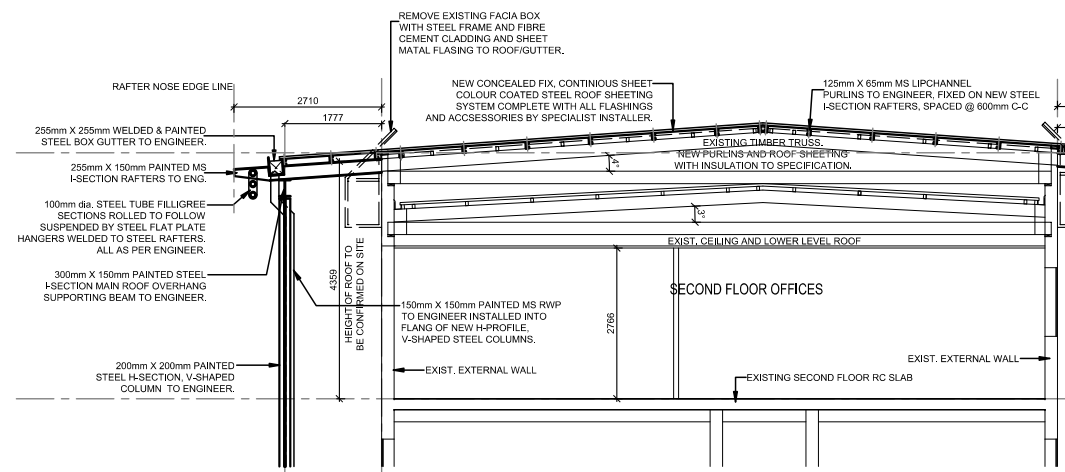 REMOVE EXISTING FACIA BOX
WITH STEEL FRAME AND FIBRE
CEMENT CLADDING AND SHEET
MATAL FLASING TO ROOF/GUTTER.
RAFTER NOSE EDGE LINE
2710
1777
NEW CONCEALED FIX, CONTINIOUS SHEET
COLOUR COATED STEEL ROOF SHEETING
SYSTEM COMPLETE WITH ALL FLASHINGS
AND ACCSESSORIES BY SPECIALIST INSTALLER.
125mm X 65mm MS LIPCHANNEL
PURLINS TO ENGINEER, FIXED ON NEW STEEL
I-SECTION RAFTERS, SPACED @ 600mm C-C
255mm X 255mm WELDED & PAINTED
STEEL BOX GUTTER TO ENGINEER.
255mm X 150mm PAINTED MS
I-SECTION RAFTERS TO ENG.
100mm dia. STEEL TUBE FILLIGREE
SECTIONS ROLLED TO FOLLOW
SUSPENDED BY STEEL FLAT PLATE
HANGERS WELDED TO STEEL RAFTERS.
ALL AS PER ENGINEER.
300mm X 150mm PAINTED STEEL
I-SECTION MAIN ROOF OVERHANG
SUPPORTING BEAM TO ENGINEER.
200mm X 200mm PAINTED
STEEL H-SECTION, V-SHAPED
COLUMN TO ENGINEER.
EXISTING TIMBER TRUSS.
NEW PURLINS AND ROOF SHEETING
WITH INSULATION TO SPECIFICATION.
4°
3°
EXIST. CEILING AND LOWER LEVEL ROOF
4359
HEIGHT OF ROOF TO
BE CONFIRMED ON SITE
2766
SECOND FLOOR OFFICES
150mm X 150mm PAINTED MS RWP
TO ENGINEER INSTALLED INTO
FLANG OF NEW H-PROFILE,
V-SHAPED STEEL COLUMNS.
EXIST. EXTERNAL WALL
EXIST. EXTERNAL WALL
EXISTING SECOND FLOOR RC SLAB